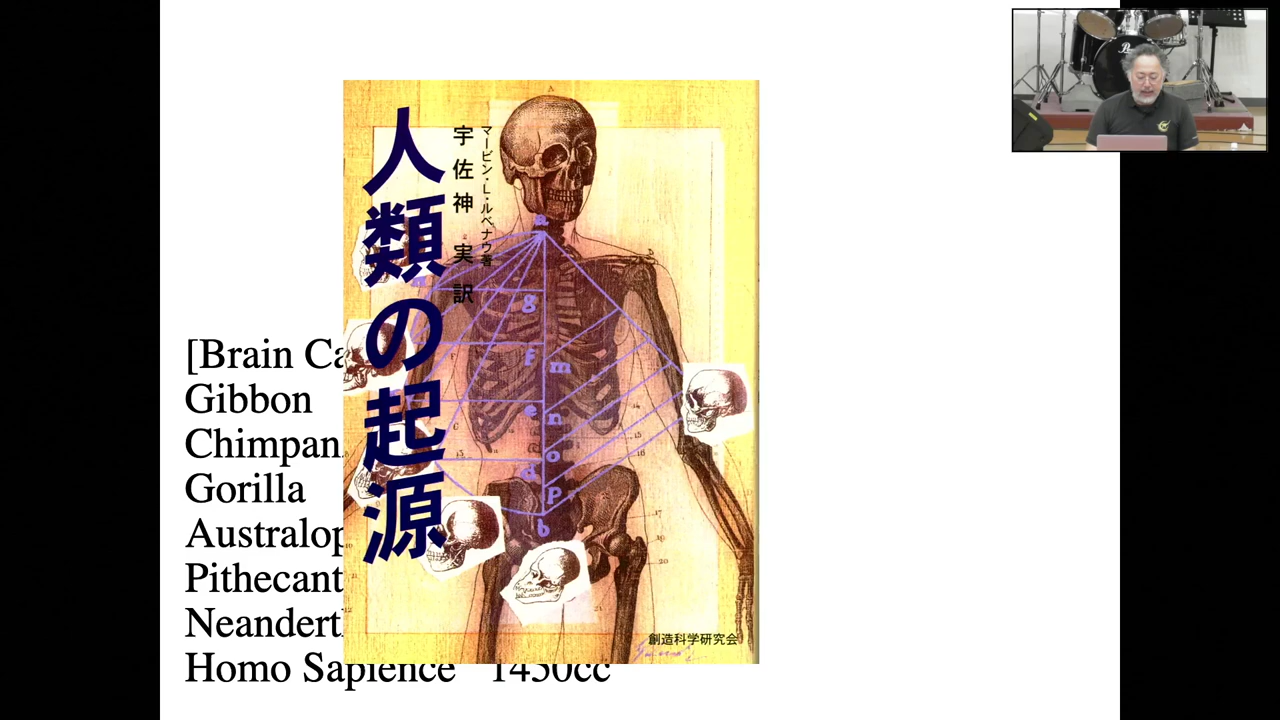 人類の起源
マービン・L・ルベナウ著
宇佐神 実 訳
創造科学研究会
a
g
f
m
e
n
o
d
p
b
[Brain Ca
Gibbon
Chimpan
Gorilla
Australop
Pithecant
Neandert
Homo Sapience 1450cc